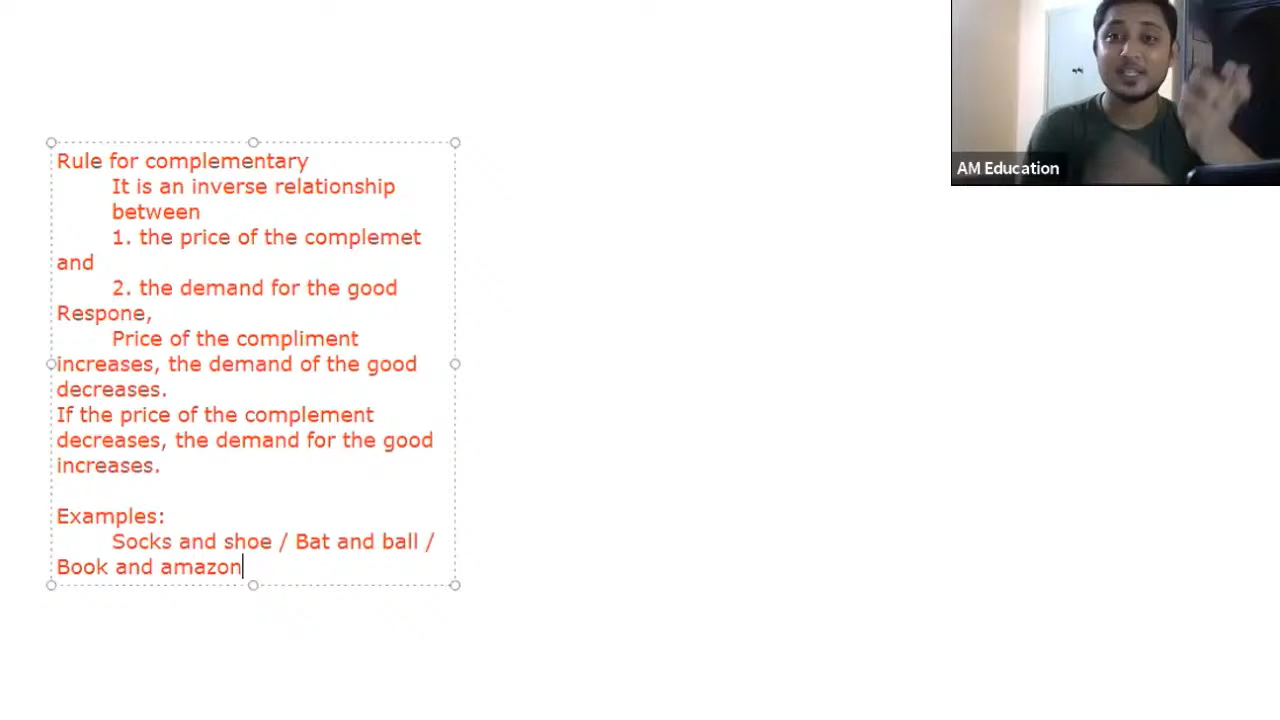 Rule for complementary
It is an inverse relationship
between
1. the price of the complemet
and
2. the demand for the good
Respone,
Price of the compliment
increases, the demand of the good
decreases.
If the price of the complement
decreases, the demand for the good
increases.
Examples:
Socks and shoe / Bat and ball /
Book and amazon
AM Education